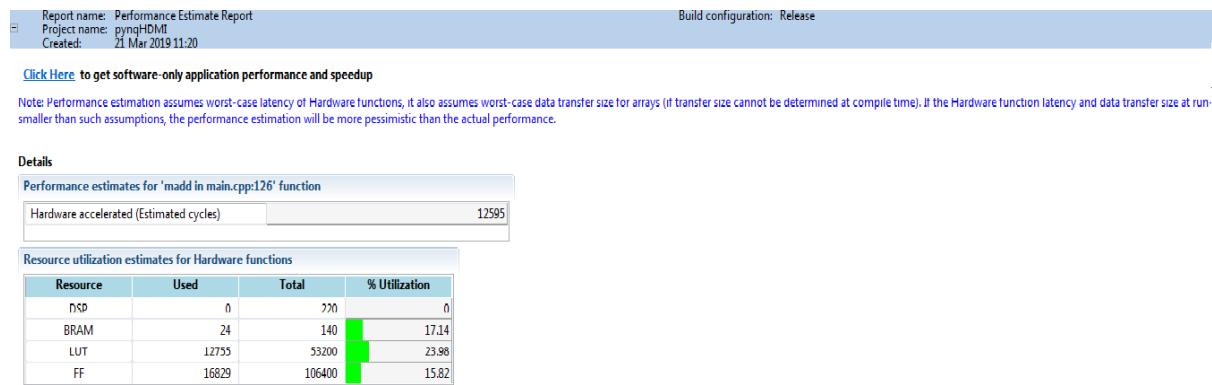 Report name: Performance Estimate Report Build configuration: Release
Project name: pynqHDMI
Created: 21 Mar 2019 11:20
Click Here to get software-only application performance and speedup
Note: Performance estimation assumes worst-case latency of Hardware functions, it also assumes worst-case data transfer size for arrays (if transfer size cannot be determined at compile time). If the Hardware function latency and data transfer size at run-
smaller than such assumptions, the performance estimation will be more pessimistic than the actual performance.
Details
Performance estimates for 'madd in main.cpp:126' function
Hardware accelerated (Estimated cycles) 12595
Resource utilization estimates for Hardware functions
Resource Used Total % Utilization
DSP 0 220 0
BRAM 24 140 17.14
LUT 12755 53200 23.98
FF 16829 106400 15.82